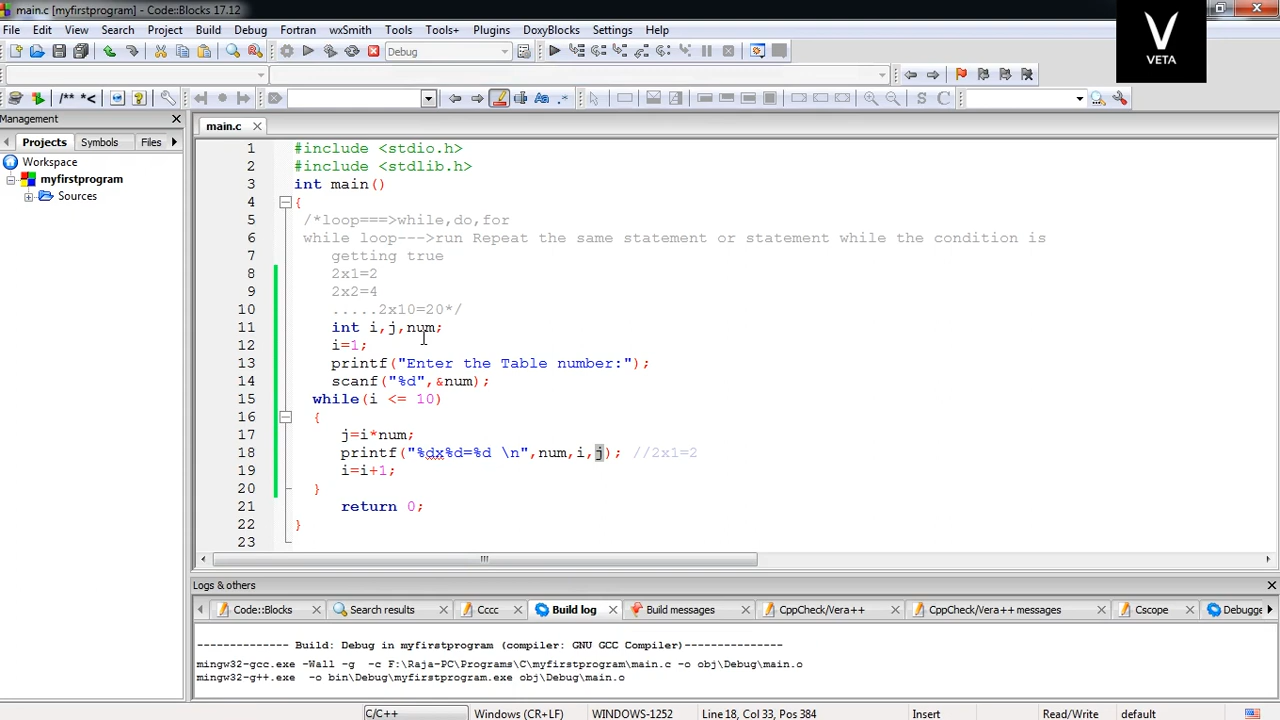 main.c [myfirstprogram] - Code::Blocks 17.12
File Edit View Search Project Build Debug Fortran wxSmith Tools Tools+ Plugins DoxyBlocks Settings Help
VETA
Debug
/** *<
S C
Management
Projects Symbols Files
Workspace
myfirstprogram
Sources
main.c
1 #include <stdio.h>
2 #include <stdlib.h>
3 int main()
4 {
5 /*loop===>while,do,for
6 while loop--->run Repeat the same statement or statement while the condition is
7 getting true
8 2x1=2
9 2x2=4
10 .....2x10=20*/
11 int i,j,num;
12 i=1;
13 printf("Enter the Table number:");
14 scanf("%d",&num);
15 while(i <= 10)
16 {
17 j=i*num;
18 printf("%dx%d=%d \n",num,i,j); //2x1=2
19 i=i+1;
20 }
21 return 0;
22 }
23
Logs & others
Code::Blocks Search results Cccc Build log Build messages CppCheck/Vera++ CppCheck/Vera++ messages Cscope Debugge
-------------- Build: Debug in myfirstprogram (compiler: GNU GCC Compiler)---------------
mingw32-gcc.exe -Wall -g -c F:\Raja-PC\Programs\C\myfirstprogram\main.c -o obj\Debug\main.o
mingw32-g++.exe -o bin\Debug\myfirstprogram.exe obj\Debug\main.o
C/C++ Windows (CR+LF) WINDOWS-1252 Line 18, Col 33, Pos 384 Insert Read/Write default